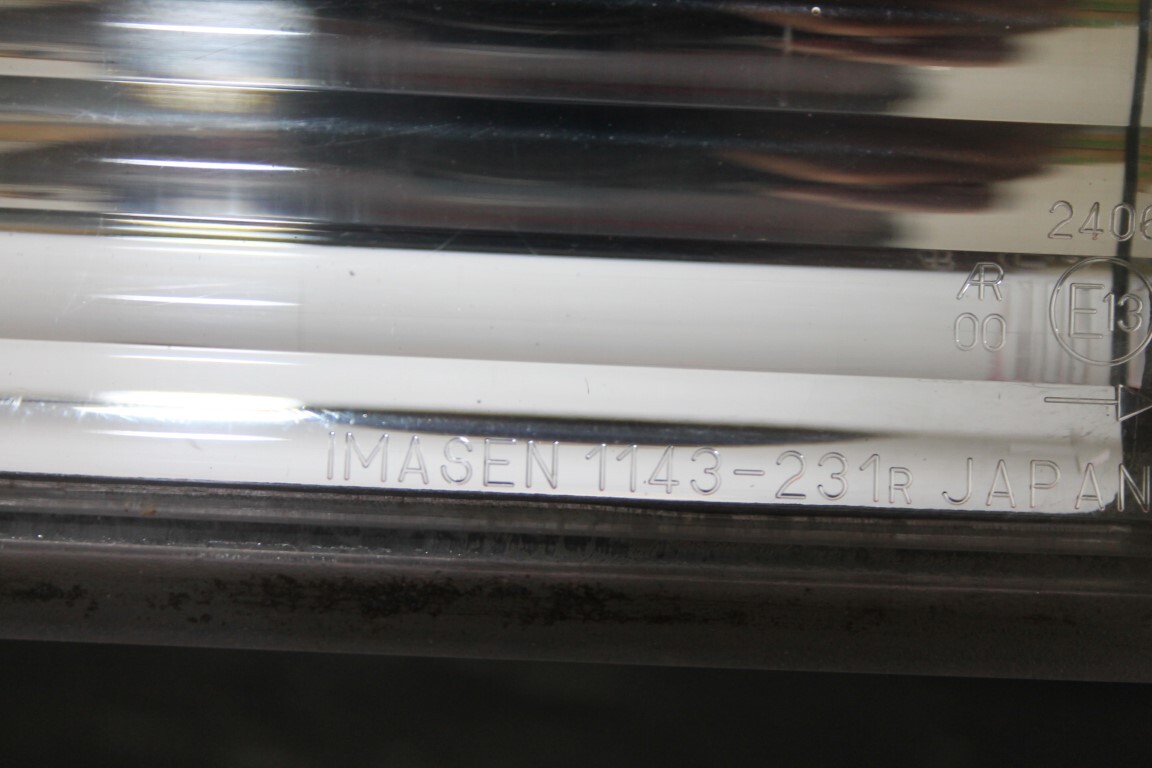 2406
AR
00
E13
IMASEN 1143-231R JAPAN